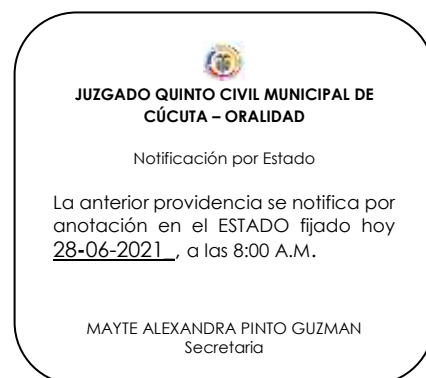 JUZGADO QUINTO CIVIL MUNICIPAL DE
CÚCUTA – ORALIDAD
Notificación por Estado
La anterior providencia se notifica por
anotación en el ESTADO fijado hoy
28-06-2021_, a las 8:00 A.M.
MAYTE ALEXANDRA PINTO GUZMAN
Secretaria